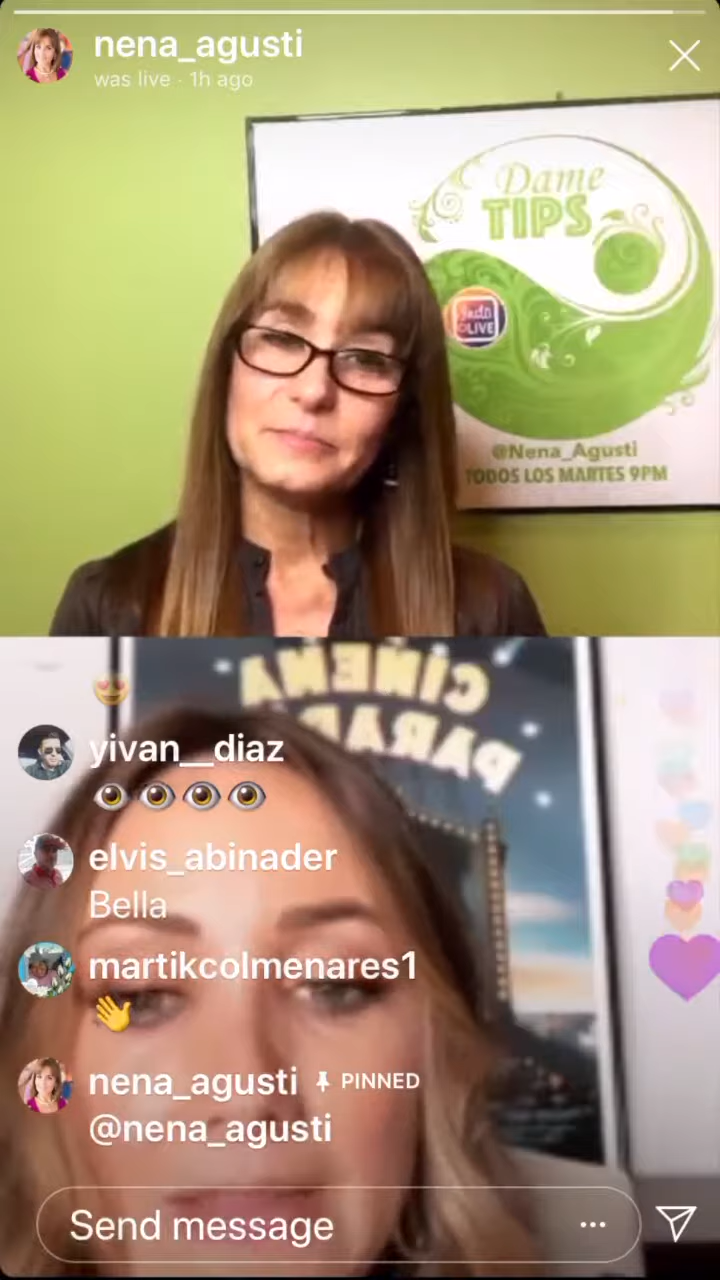 nena_agusti
was live · 1h ago
Dame
TIPS
LIVE
@Nena_Agusti
TODOS LOS MARTES 9PM
CINEMA
yivan__diaz
elvis_abinader
Bella
martikcolmenares1
nena_agusti PINNED
@nena_agusti
Send message